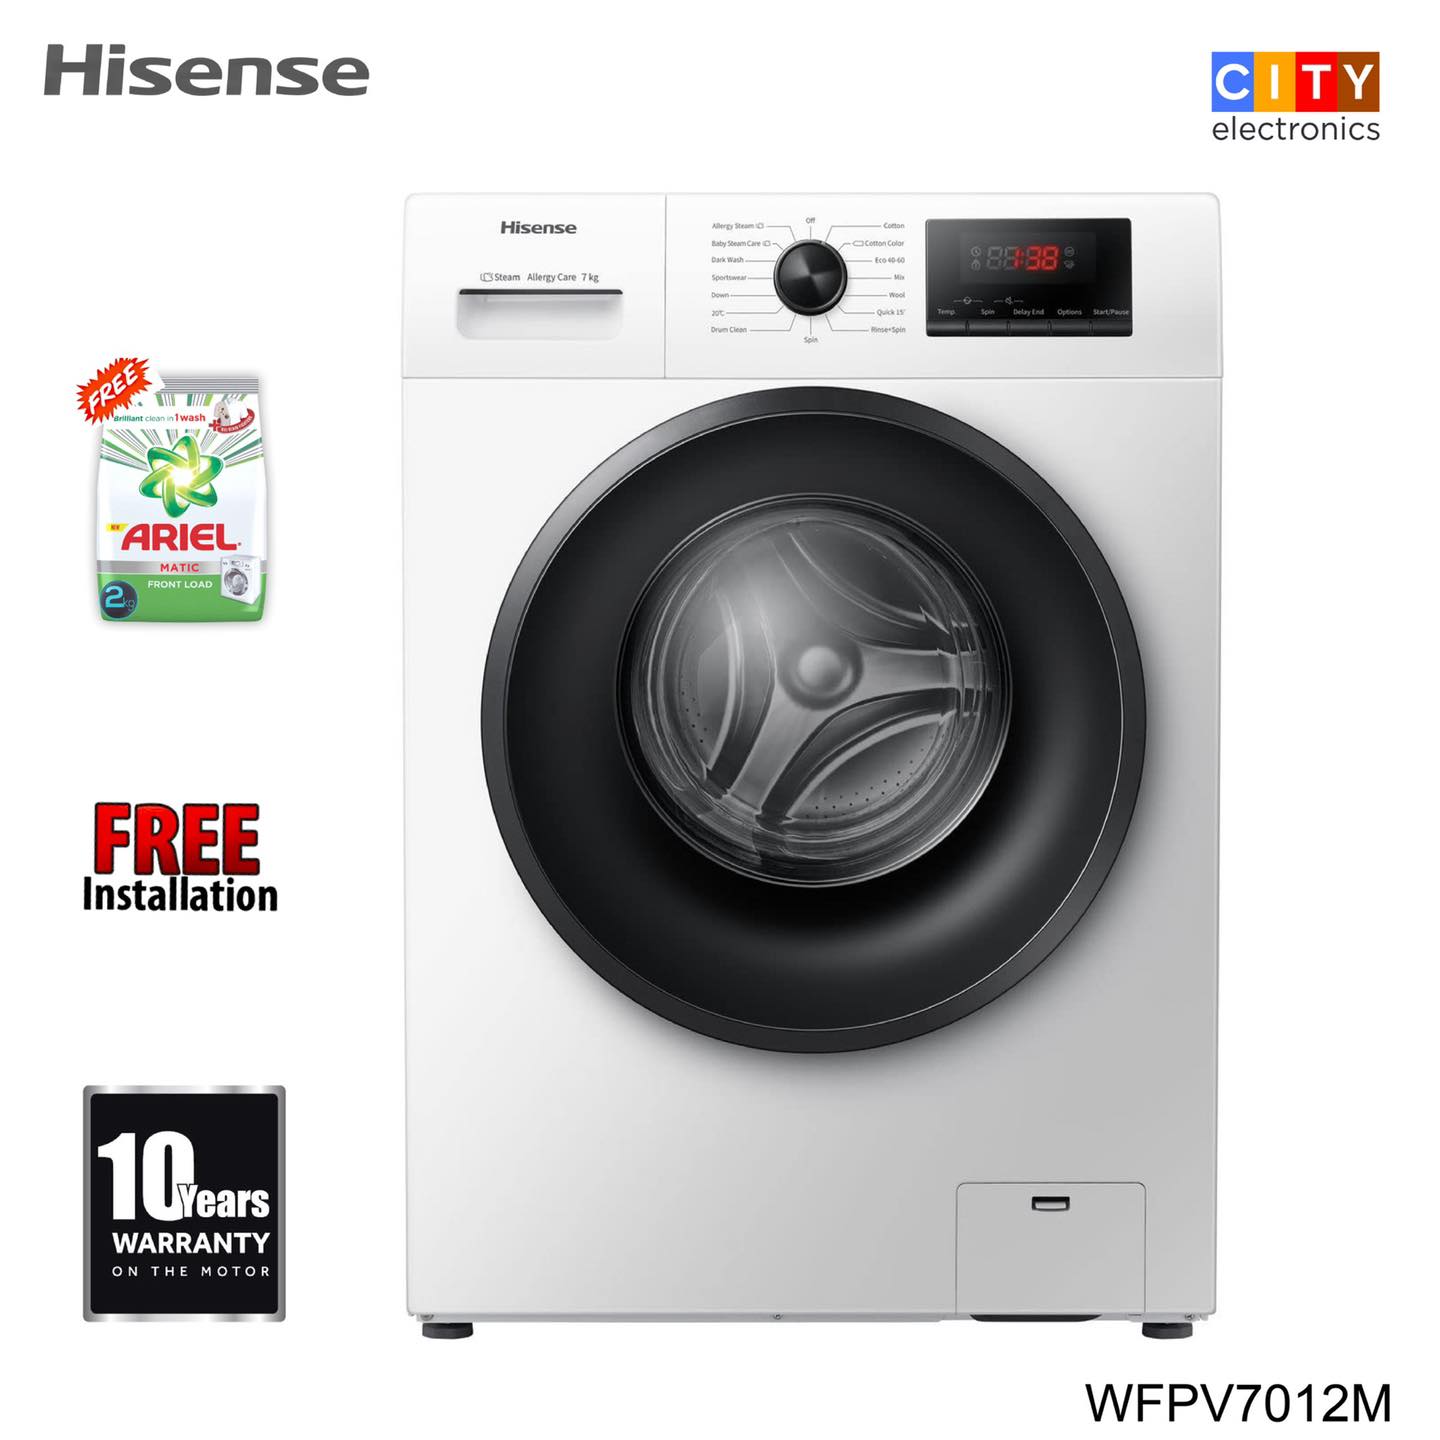 Hisense
CITY
electronics
Hisense
Steam Allergy Care 7 kg
Off
Allergy Steam
Baby Steam Care
Dark Wash
Sportswear
Down
20℃
Drum Clean
Spin
Cotton
Cotton Color
Eco 40-60
Mix
Wool
Quick 15'
Rinse+Spin
1:38
Temp. Spin Delay End Options Start/Pause
FREE
Brilliant clean in 1 wash
NEW
ARIEL
MATIC
FRONT LOAD
2kg
FREE
Installation
10 Years
WARRANTY
ON THE MOTOR
WFPV7012M